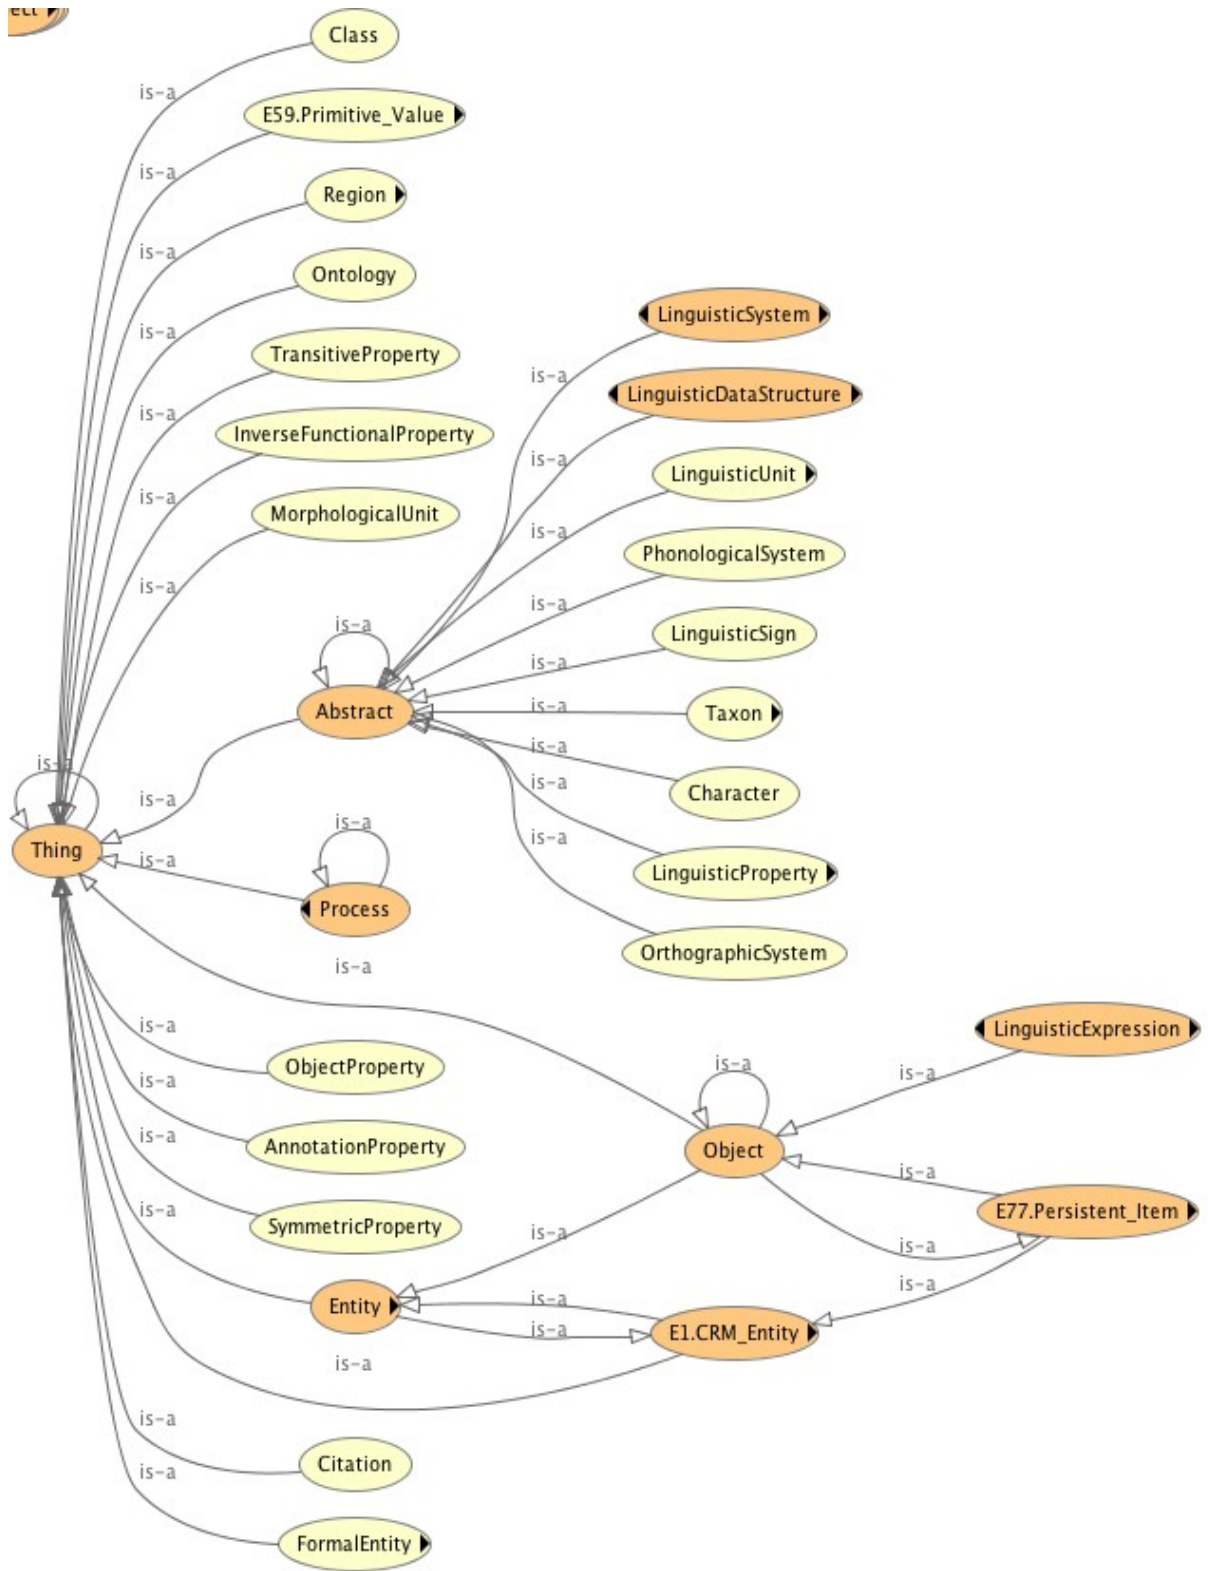 Class
is-a
E59.Primitive_Value
is-a
Region
is-a
Ontology
is-a
TransitiveProperty
is-a
InverseFunctionalProperty
is-a
MorphologicalUnit
is-a
LinguisticSystem
is-a
LinguisticDataStructure
is-a
LinguisticUnit
is-a
PhonologicalSystem
is-a
LinguisticSign
is-a
is-a
Abstract
is-a
Taxon
is-a
Character
is-a
LinguisticProperty
is-a
OrthographicSystem
is-a
is-a
Thing
is-a
is-a
Process
is-a
is-a
ObjectProperty
is-a
AnnotationProperty
is-a
SymmetricProperty
is-a
LinguisticExpression
is-a
is-a
Object
is-a
E77.Persistent_Item
is-a
is-a
is-a
Entity
is-a
is-a
E1.CRM_Entity
is-a
is-a
Citation
is-a
FormalEntity